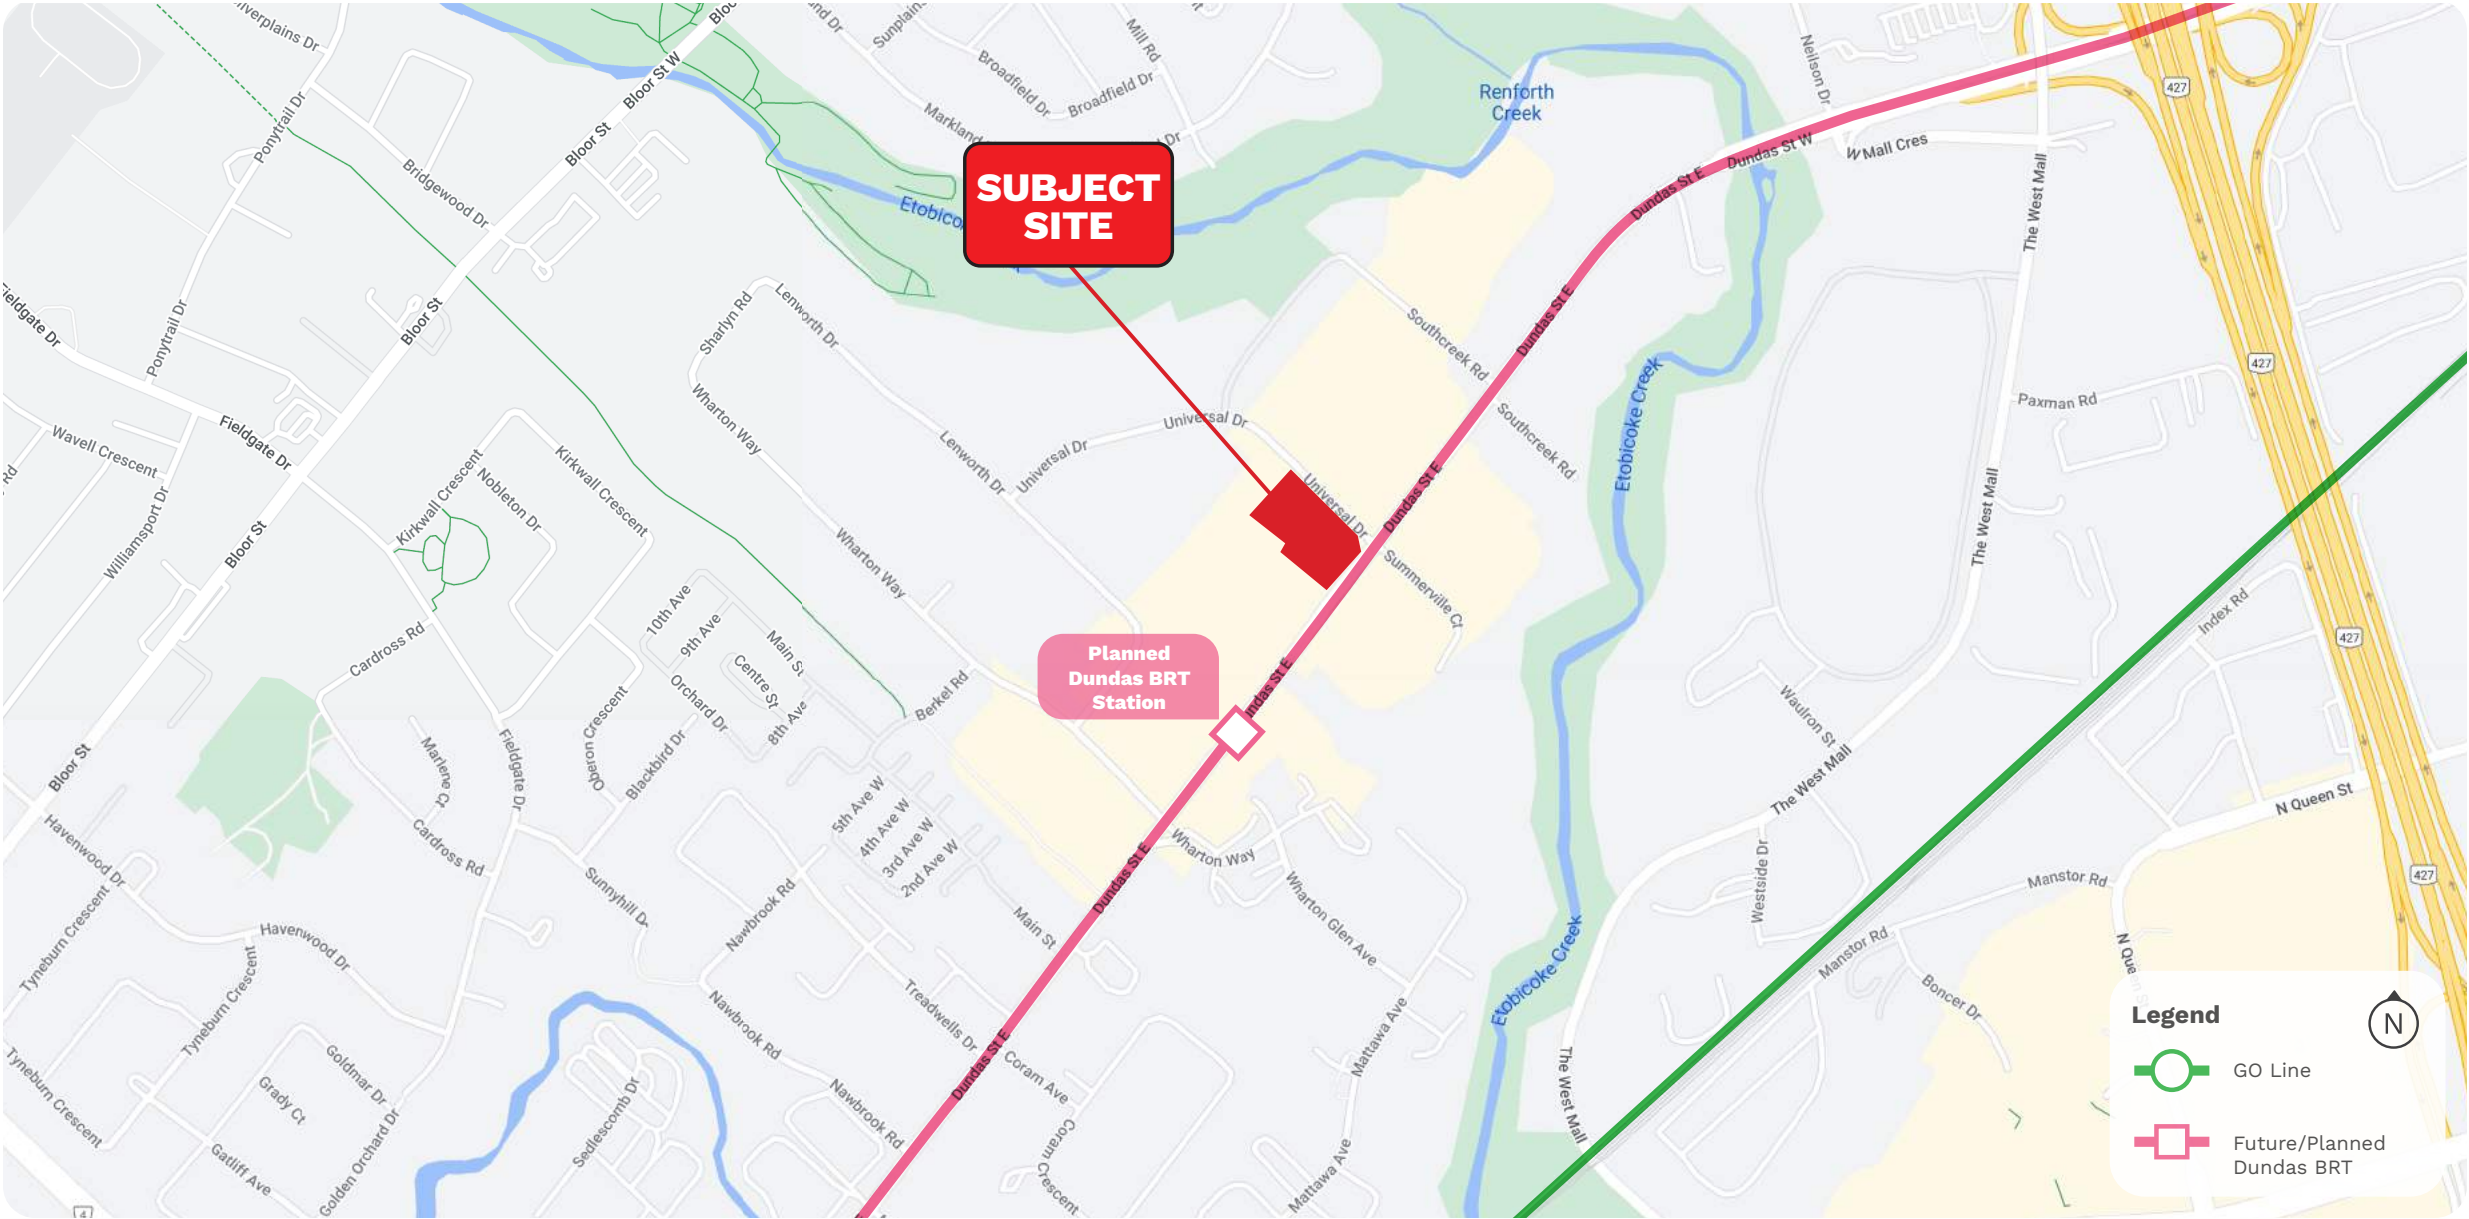 Bloor St W
Mill Rd
Neilson Dr
Broadfield Dr
Broadfield Dr
Renforth
Creek
427
Bloor St W
Ponytrail Dr
Bloor St
Dundas St W
W Mall Cres
Bridgewood Dr
SUBJECT
SITE
Dundas St E
The West Mall
Fieldgate Dr
Ponytrail Dr
Bloor St
Sharlyn Rd
Lenworth Dr
Southcreek Rd
Dundas St E
427
Wharton Way
Universal Dr
Etobicoke Creek
Paxman Rd
Wavell Crescent
Fieldgate Dr
Kirkwall Crescent
Kirkwall Crescent
Nobleton Dr
Lenworth Dr
Universal Dr
Southcreek Rd
Universal Dr
Dundas St E
Rd
Williamsport Dr
Bloor St
Wharton Way
The West Mall
Summerville Ct
10th Ave
9th Ave
Main St
Index Rd
Cardross Rd
427
Planned
Dundas BRT
Station
Centre St
Orchard Dr
8th Ave
Berkel Rd
Oberon Crescent
Blackbird Dr
Waulron St
Bloor St
Marlene Ct
Fieldgate Dr
The West Mall
N Queen St
5th Ave W
4th Ave W
3rd Ave W
2nd Ave W
Havenwood Dr
Cardross Rd
Dundas St E
Wharton Way
Westside Dr
Manstor Rd
427
Tyneburn Crescent
Sunnyhill Dr
Nawbrook Rd
Main St
Wharton Glen Ave
Havenwood Dr
Etobicoke Creek
Manstor Rd
Boncer Dr
Tyneburn Crescent
Nawbrook Rd
Treadwells Dr
Mattawa Ave
Tyneburn Crescent
Goldmar Dr
Grady Ct
Dundas St E
Coram Ave
The West Mall
Legend
N
GO Line
Future/Planned
Dundas BRT
Sedlescomb Dr
Nawbrook Rd
Gatliff Ave
Golden Orchard Dr
Coram
Crescent
Mattawa Ave
4